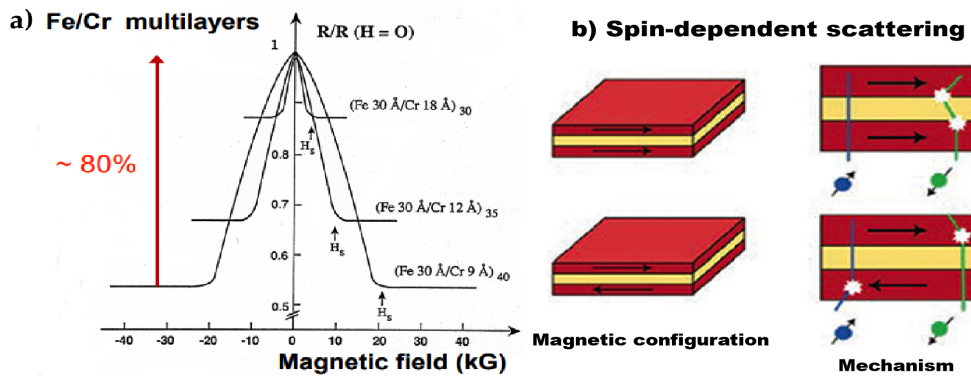 a) Fe/Cr multilayers
R/R (H = O)
b) Spin-dependent scattering
1
(Fe 30 Å/Cr 18 Å) 30
0.8
Hs
~ 80%
0.7
(Fe 30 Å/Cr 12 Å) 35
Hs
0.6
(Fe 30 Å/Cr 9 Å) 40
0.5
Hs
-40 -30 -20 -10 0 10 20 30 40
Magnetic field (kG)
Magnetic configuration
Mechanism